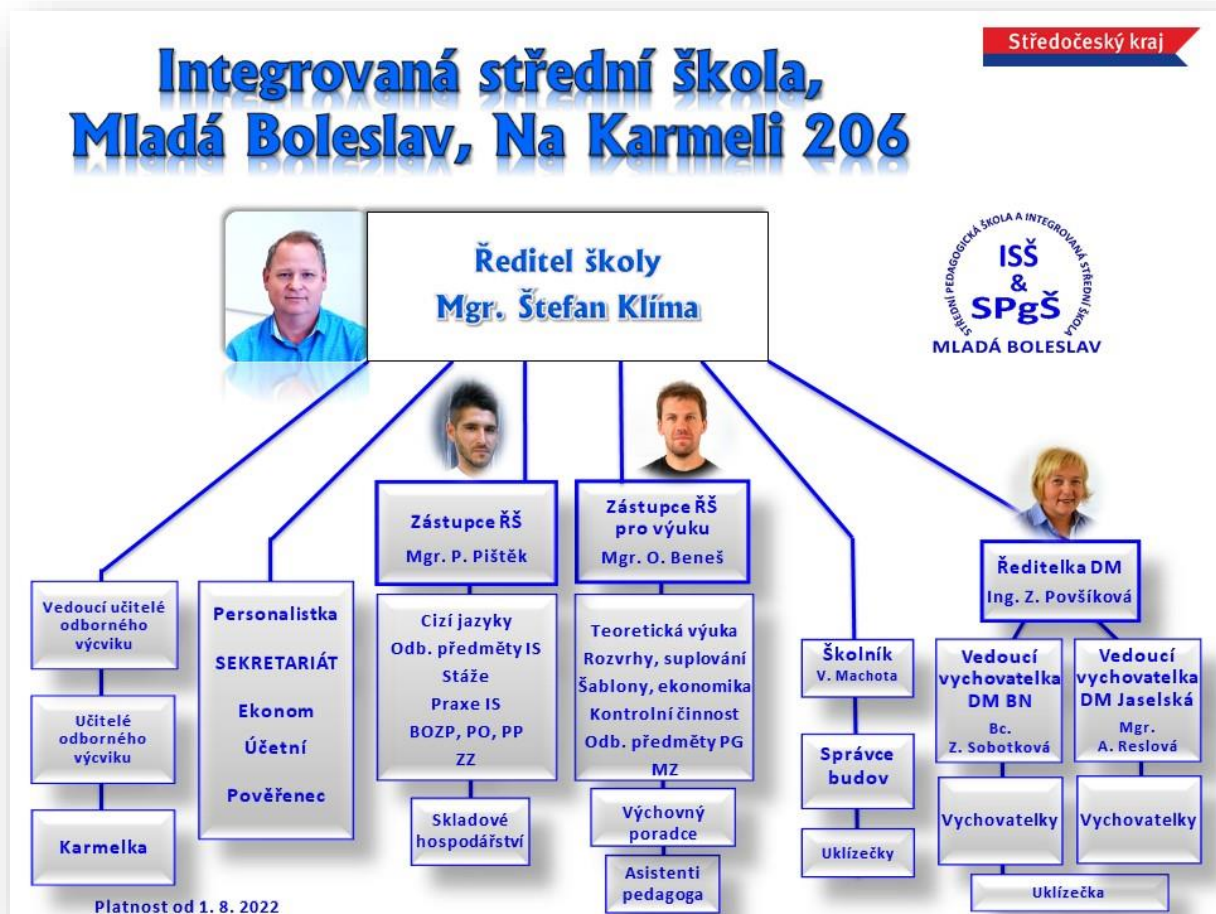 Středočeský kraj
Integrovaná střední škola,
Mladá Boleslav, Na Karmeli 206
Ředitel školy
Mgr. Štefan Klíma
STŘEDNÍ PEDAGOGICKÁ ŠKOLA A INTEGROVANÁ STŘEDNÍ ŠKOLA
ISŠ
&
SPgŠ
MLADÁ BOLESLAV
Vedoucí učitelé
odborného
výcviku
Učitelé
odborného
výcviku
Karmelka
Personalistka
SEKRETARIÁT
Ekonom
Účetní
Pověřenec
Zástupce ŘŠ
Mgr. P. Pištěk
Cizí jazyky
Odb. předměty IS
Stáže
Praxe IS
BOZP, PO, PP
ZZ
Skladové
hospodářství
Zástupce ŘŠ
pro výuku
Mgr. O. Beneš
Teoretická výuka
Rozvrhy, suplování
Šablony, ekonomika
Kontrolní činnost
Odb. předměty PG
MZ
Výchovný
poradce
Asistenti
pedagoga
Školník
V. Machota
Správce
budov
Uklízečky
Ředitelka DM
Ing. Z. Povšíková
Vedoucí
vychovatelka
DM BN
Bc.
Z. Sobotková
Vychovatelky
Vedoucí
vychovatelka
DM Jaselská
Mgr.
A. Reslová
Vychovatelky
Uklízečka
Platnost od 1. 8. 2022